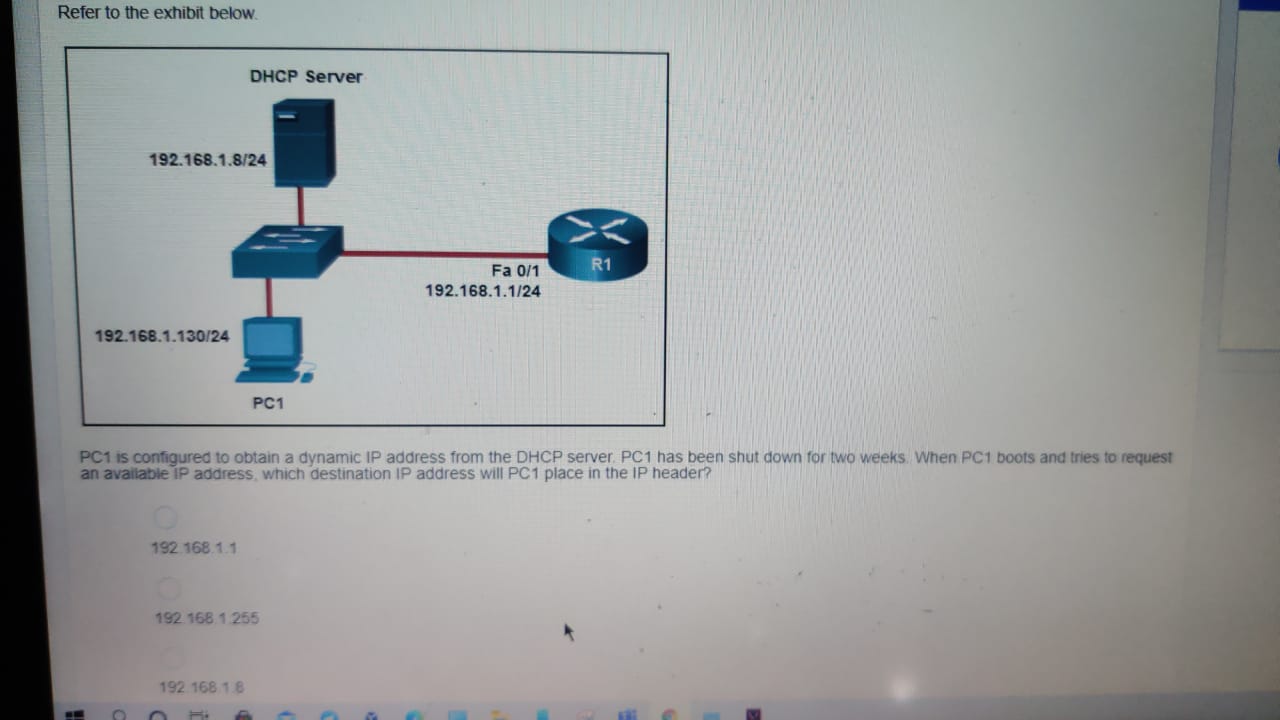 Refer to the exhibit below.
DHCP Server
192.168.1.8/24
R1
Fa 0/1
192.168.1.1/24
192.168.1.130/24
PC1
PC1 is configured to obtain a dynamic IP address from the DHCP server. PC1 has been shut down for two weeks. When PC1 boots and tries to request
an available IP address, which destination IP address will PC1 place in the IP header?
192.168.1.1
192.168.1.255
192.168.1.8